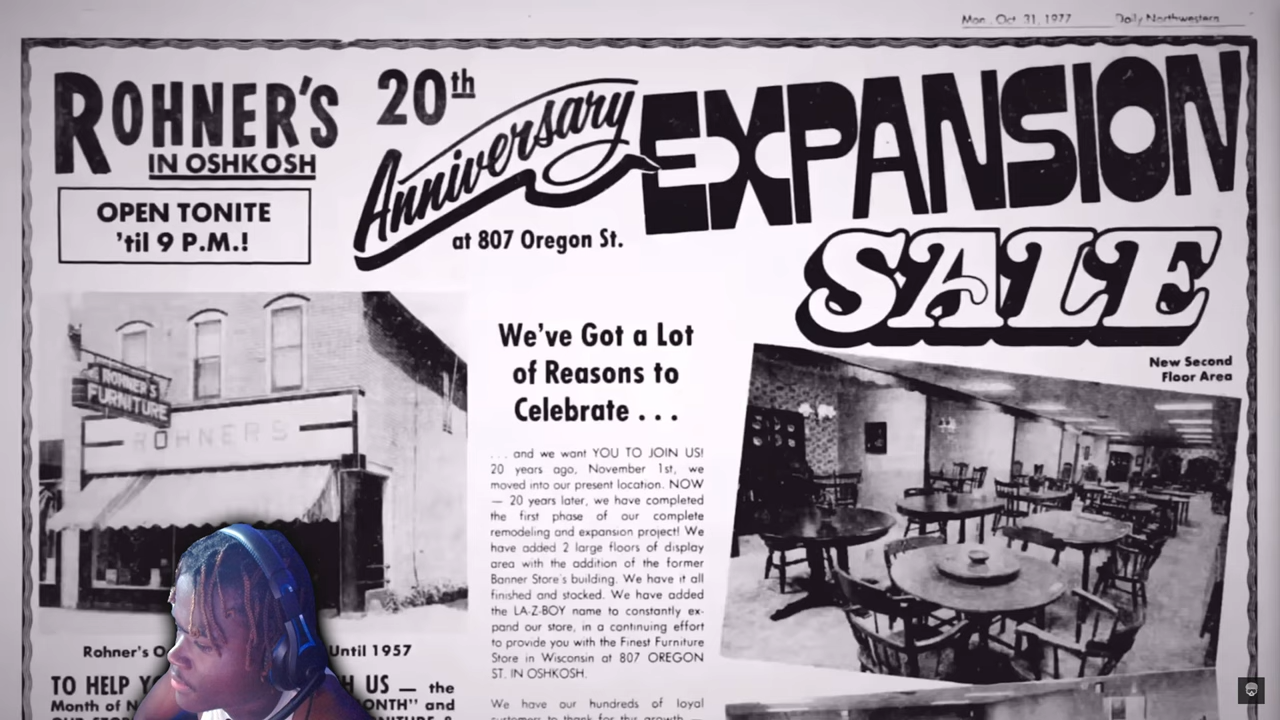 Mon., Oct. 31, 1977 Daily Northwestern
ROHNER'S
IN OSHKOSH
OPEN TONITE
'til 9 P.M.!
20th
Anniversary
EXPANSION
SALE
at 807 Oregon St.
ROHNER'S
FURNITURE
ROHNERS
We've Got a Lot
of Reasons to
Celebrate . . .
. . . and we want YOU TO JOIN US!
20 years ago, November 1st, we
moved into our present location. NOW
— 20 years later, we have completed
the first phase of our complete
remodeling and expansion project! We
have added 2 large floors of display
area with the addition of the former
Banner Store's building. We have it all
finished and stocked. We have added
the LA-Z-BOY name to constantly ex-
pand our store, in a continuing effort
to provide you with the Finest Furniture
Store in Wisconsin at 807 OREGON
ST. IN OSHKOSH.
We have our hundreds of loyal
customers to thank for this growth —
New Second
Floor Area
Rohner's Until 1957
TO HELP US — the
Month of and